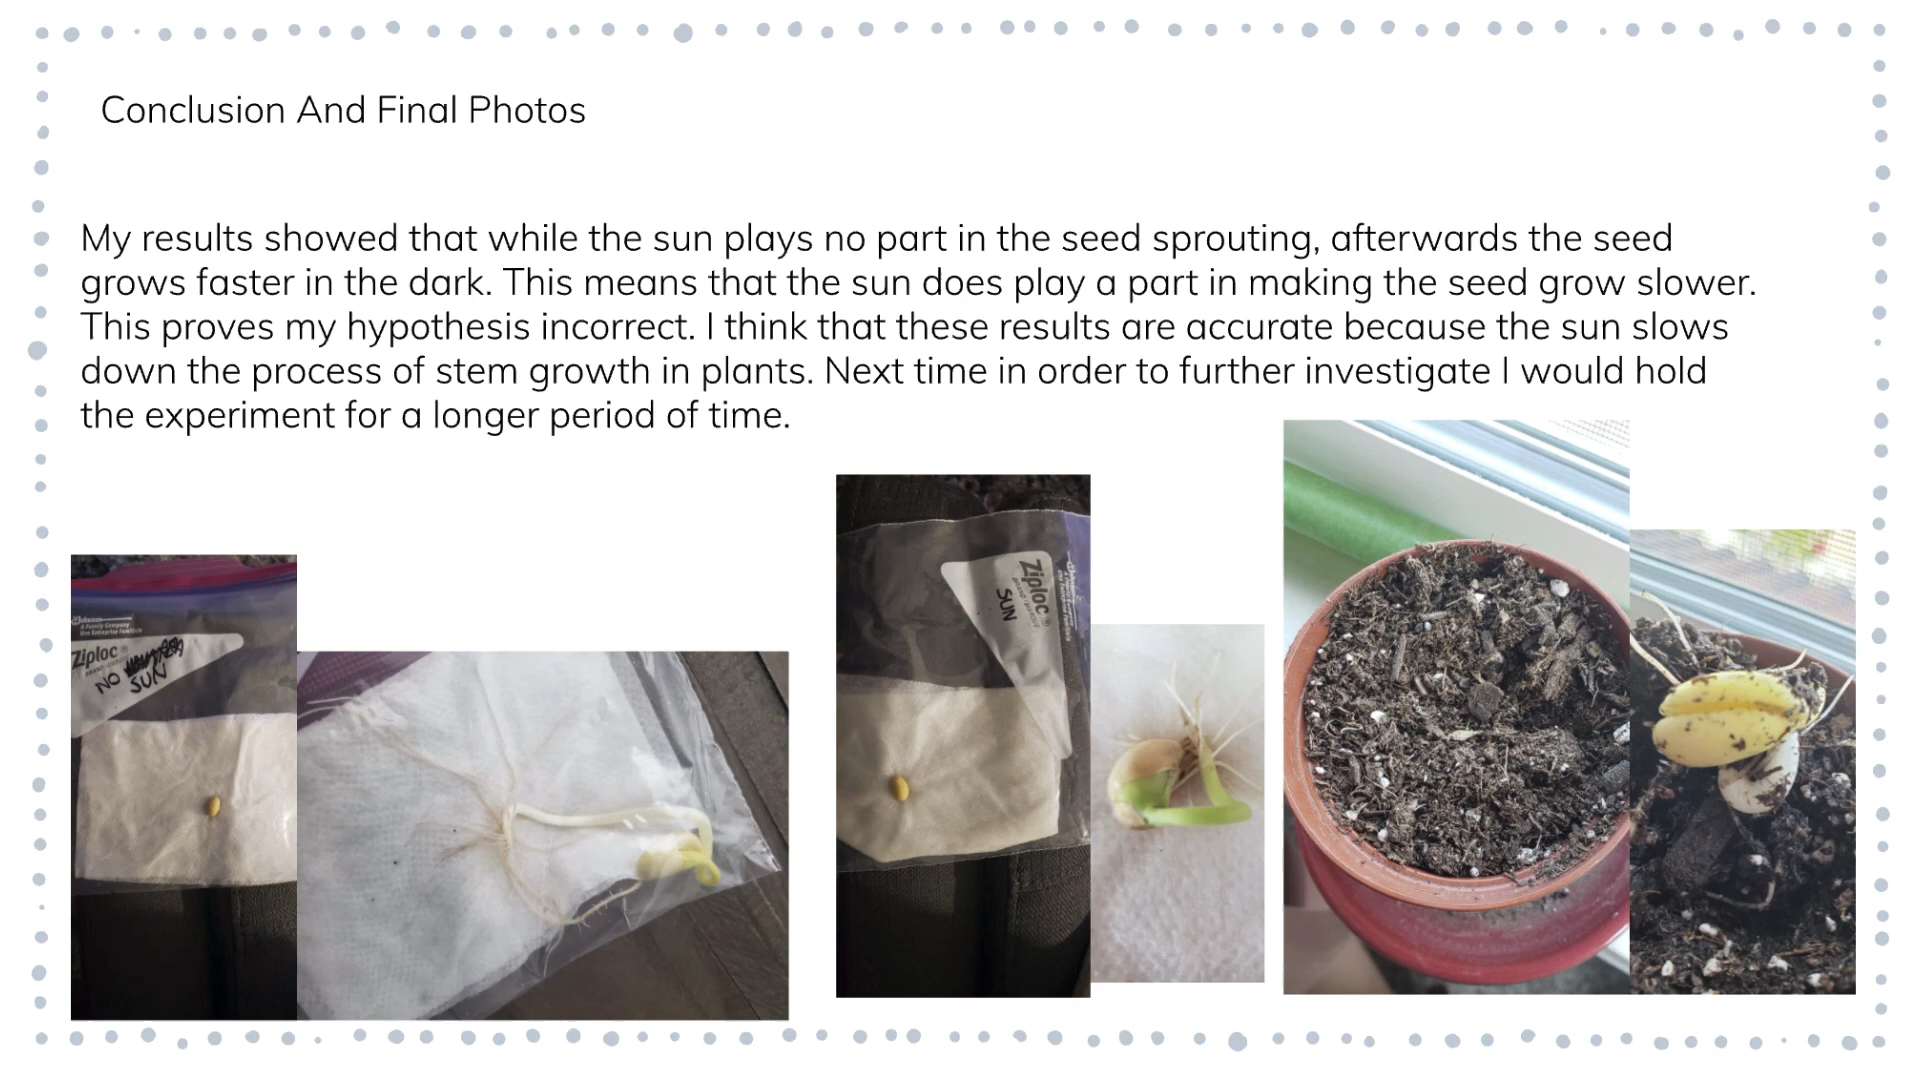 Conclusion And Final Photos
My results showed that while the sun plays no part in the seed sprouting, afterwards the seed
grows faster in the dark. This means that the sun does play a part in making the seed grow slower.
This proves my hypothesis incorrect. I think that these results are accurate because the sun slows
down the process of stem growth in plants. Next time in order to further investigate I would hold
the experiment for a longer period of time.
A Family Company
Ziploc®
NO
SUN
Ziploc®
SUN